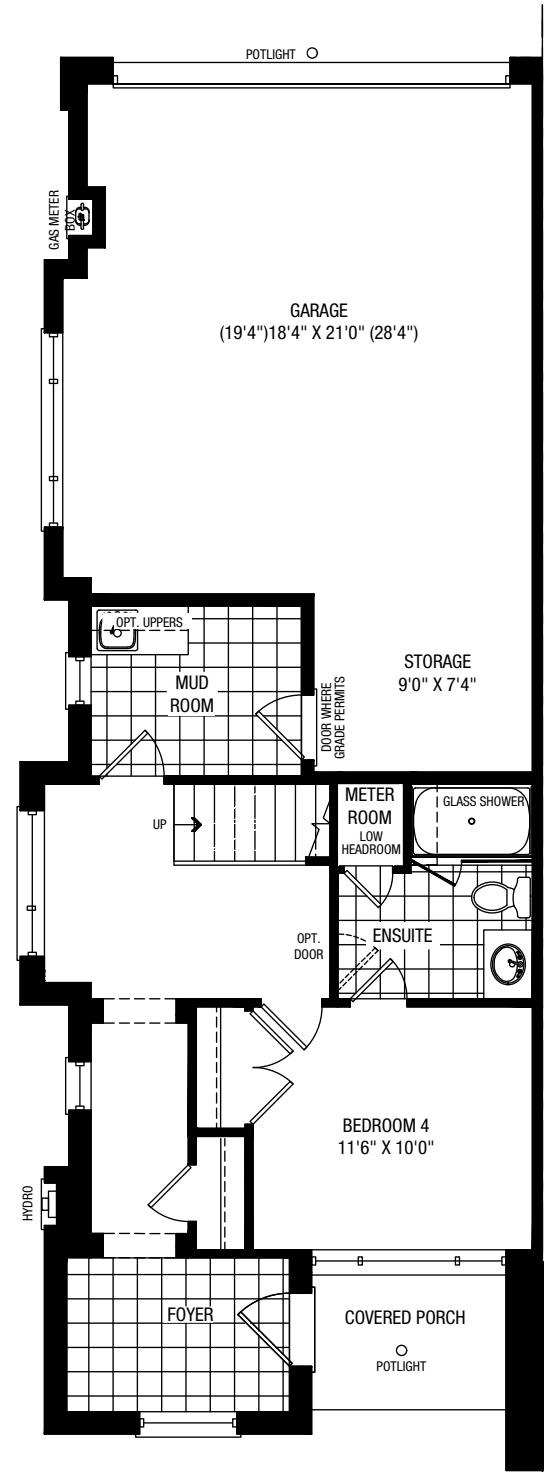 POTLIGHT
GAS METER
BOX
GARAGE
(19'4")18'4" X 21'0" (28'4")
OPT. UPPERS
MUD
ROOM
DOOR WHERE
GRADE PERMITS
STORAGE
9'0" X 7'4"
UP
METER
ROOM
LOW
HEADROOM
GLASS SHOWER
ENSUITE
OPT.
DOOR
BEDROOM 4
11'6" X 10'0"
HYDRO
FOYER
COVERED PORCH
POTLIGHT